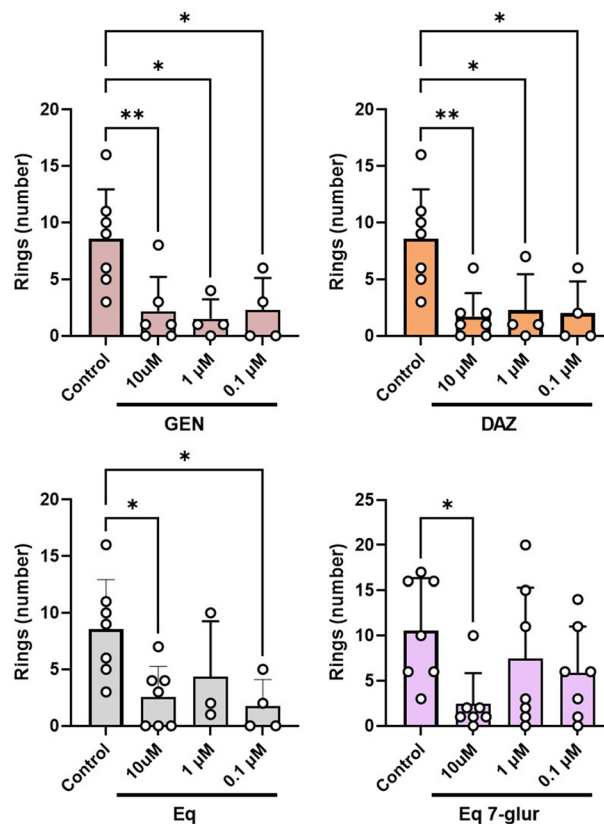 *
*
**
20
15
10
5
0
Rings (number)
Control
10uM
1 µM
0.1 µM
GEN
*
*
**
20
15
10
5
0
Rings (number)
Control
10 µM
1 µM
0.1 µM
DAZ
*
*
20
15
10
5
0
Rings (number)
Control
10uM
1 µM
0.1 µM
Eq
*
25
20
15
10
5
0
Rings (number)
Control
10uM
1 µM
0.1 µM
Eq 7-glur